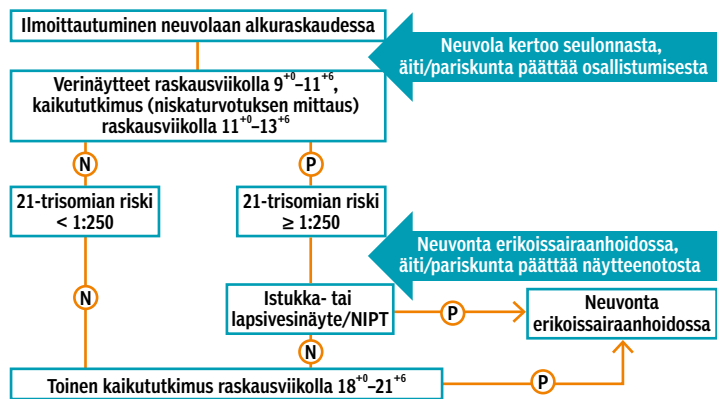 Ilmoittautuminen neuvolaan alkuraskaudessa
Neuvola kertoo seulonnasta,
äiti/pariskunta päättää osallistumisesta
Verinäytteet raskausviikolla 9⁺⁰–11⁺⁶,
kaikututkimus (niskaturvotuksen mittaus)
raskausviikolla 11⁺⁰–13⁺⁶
N
P
21-trisomian riski
< 1:250
21-trisomian riski
≥ 1:250
Neuvonta erikoissairaanhoidossa,
äiti/pariskunta päättää näytteenotosta
N
Istukka- tai
lapsivesinäyte/NIPT
P
Neuvonta
erikoissairaanhoidossa
N
Toinen kaikututkimus raskausviikolla 18⁺⁰–21⁺⁶
P